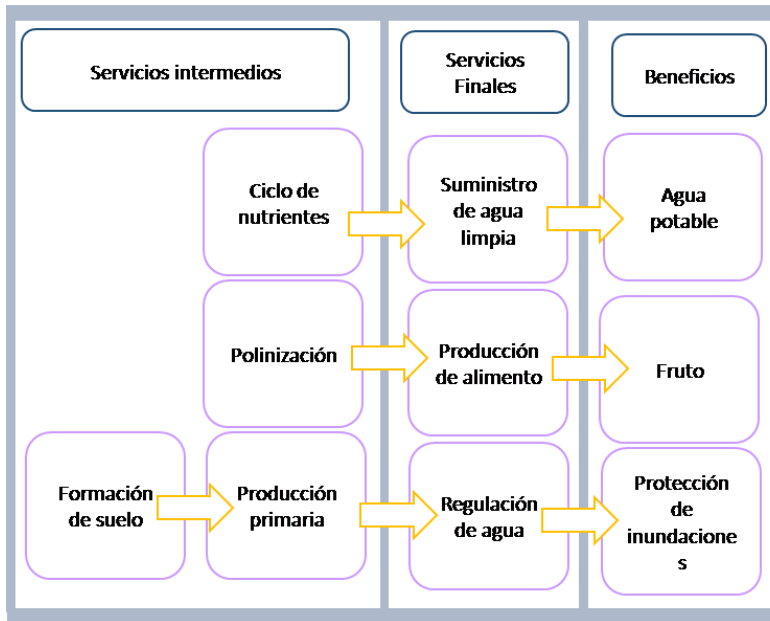 Servicios intermedios
Servicios
Finales
Beneficios
Ciclo de
nutrientes
Suministro
de agua
limpia
Agua
potable
Polinización
Producción
de alimento
Fruto
Formación
de suelo
Producción
primaria
Regulación
de agua
Protección
de
inundacione
s